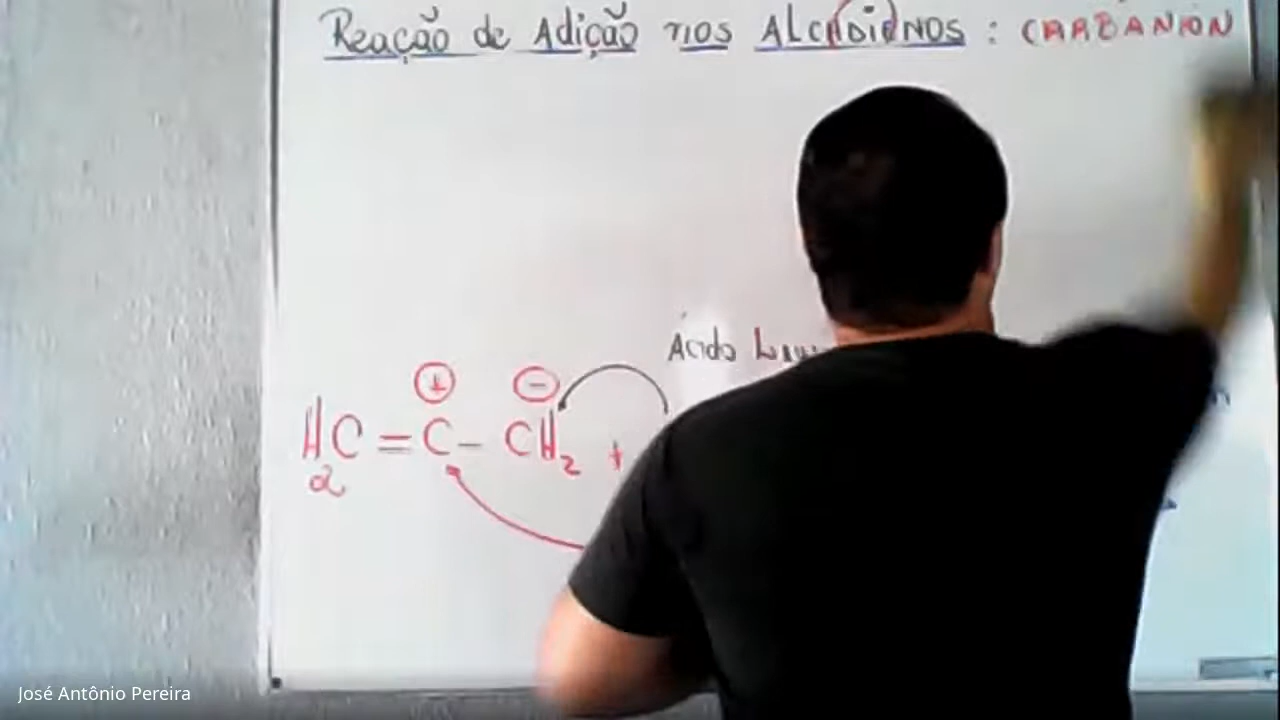 Reação de Adição nos ALCADIENOS : CARBANION
Ácido
+ -
H₂C = C - CH₂ +
José Antônio Pereira